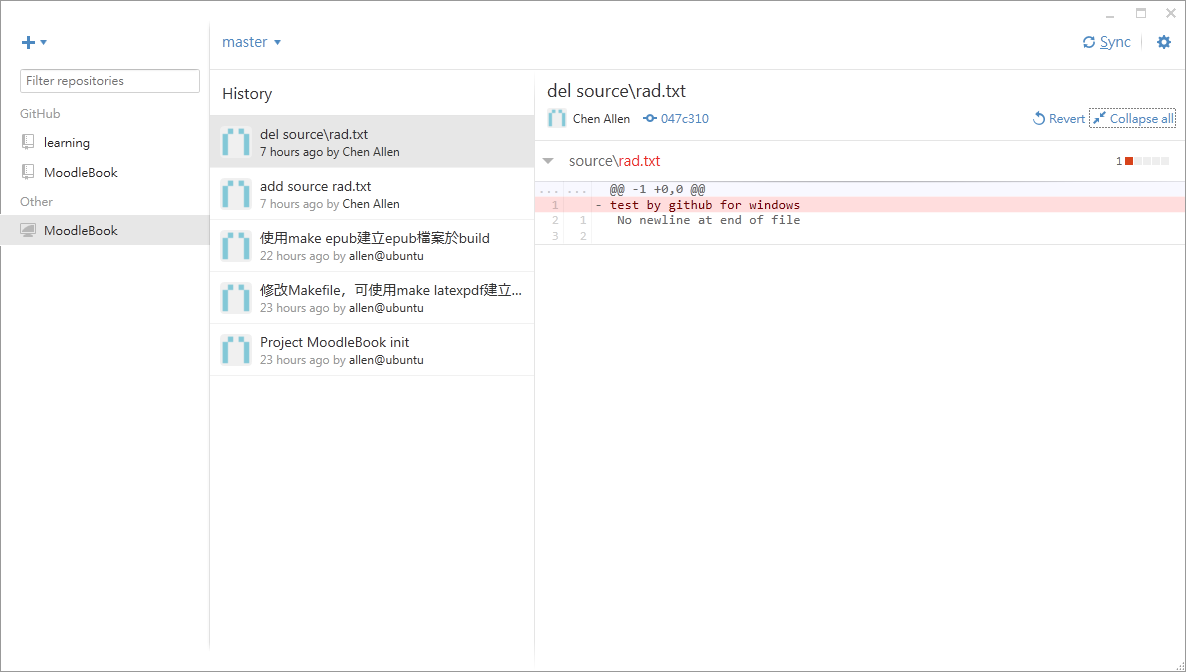 master
Sync
Filter repositories
GitHub
learning
MoodleBook
Other
MoodleBook
History
del source\rad.txt
7 hours ago by Chen Allen
add source rad.txt
7 hours ago by Chen Allen
使用make epub建立epub檔案於build
22 hours ago by allen@ubuntu
修改Makefile，可使用make latexpdf建立...
23 hours ago by allen@ubuntu
Project MoodleBook init
23 hours ago by allen@ubuntu
del source\rad.txt
Chen Allen 047c310 Revert Collapse all
source\rad.txt 1
... ... @@ -1 +0,0 @@
1 - test by github for windows
2 1 No newline at end of file
3 2